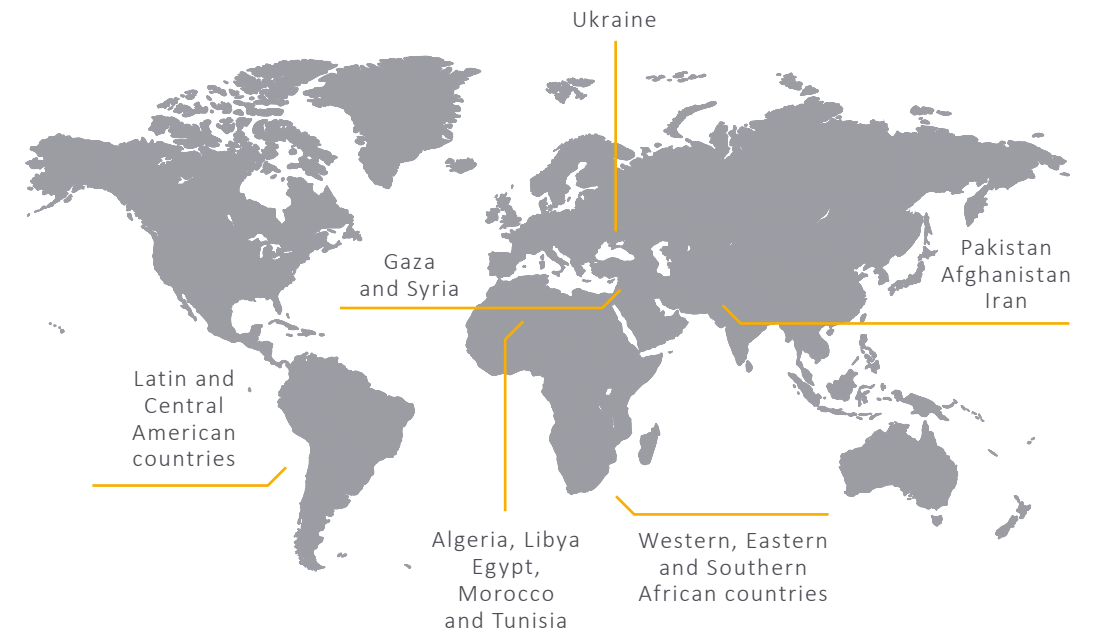 Ukraine
Gaza
and Syria
Pakistan
Afghanistan
Iran
Latin and
Central
American
countries
Algeria, Libya
Egypt,
Morocco
and Tunisia
Western, Eastern
and Southern
African countries